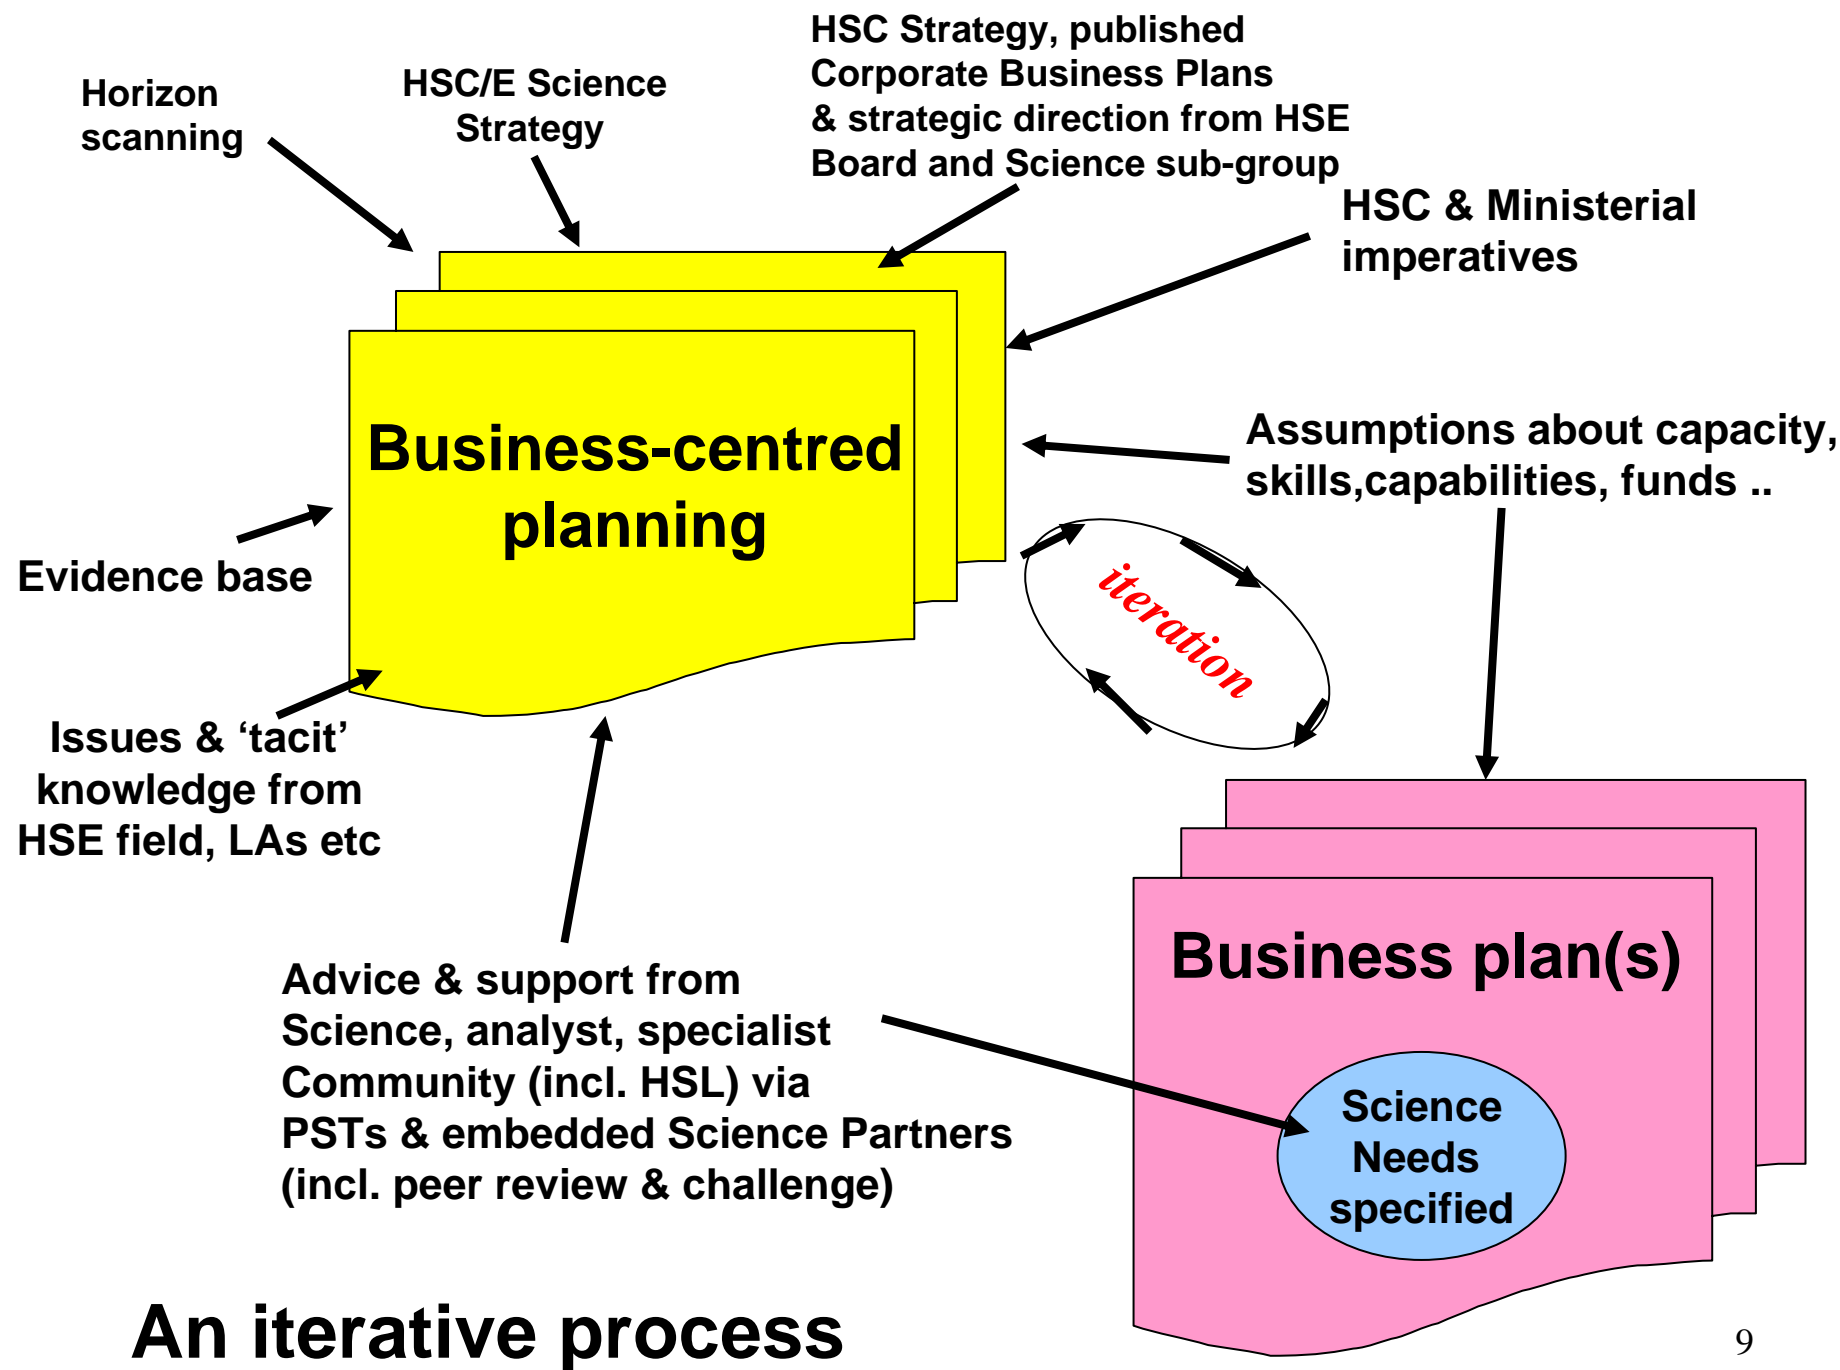 Horizon
scanning
HSC/E Science
Strategy
HSC Strategy, published
Corporate Business Plans
& strategic direction from HSE
Board and Science sub-group
HSC & Ministerial
imperatives
Business-centred
planning
Assumptions about capacity,
skills,capabilities, funds ..
Evidence base
iteration
Issues & ‘tacit’
knowledge from
HSE field, LAs etc
Advice & support from
Science, analyst, specialist
Community (incl. HSL) via
PSTs & embedded Science Partners
(incl. peer review & challenge)
Business plan(s)
Science
Needs
specified
An iterative process
9